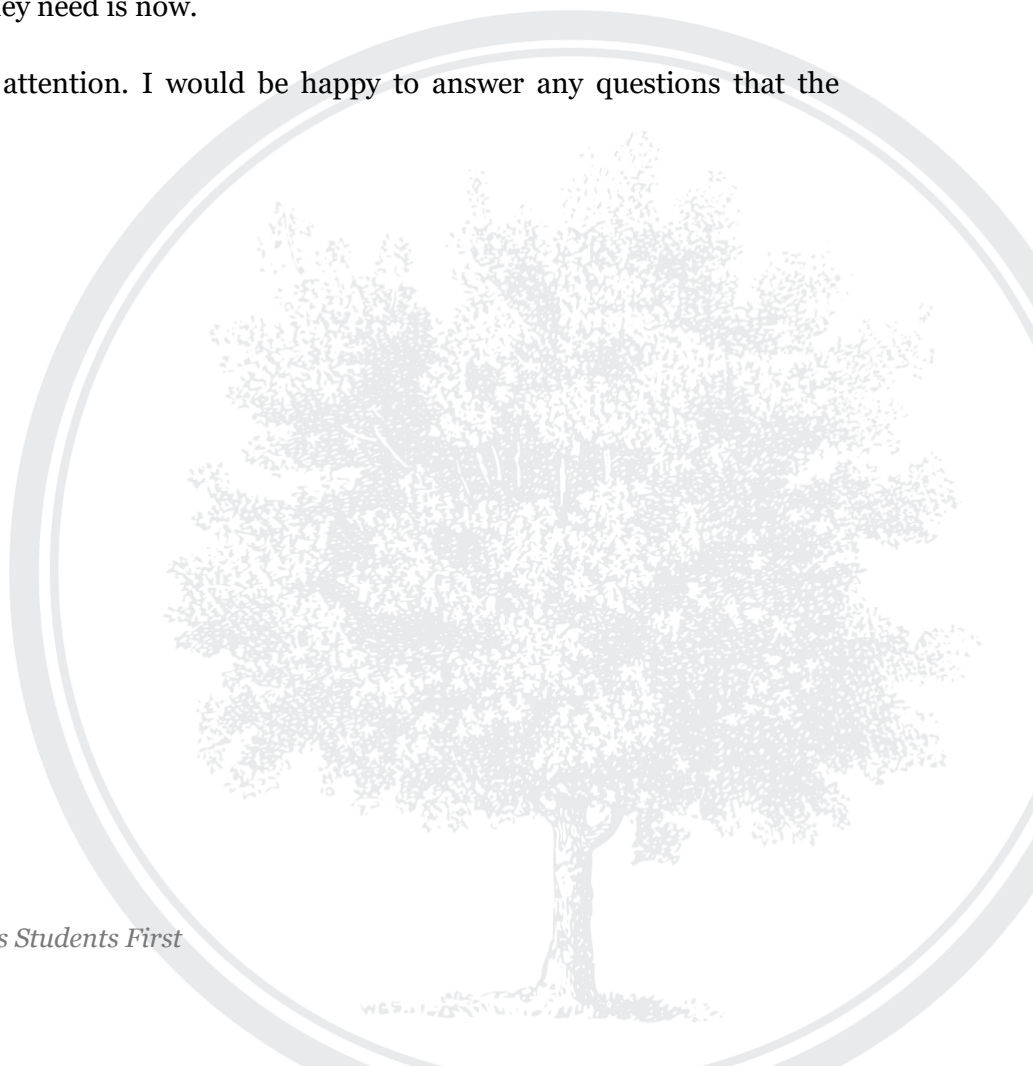 ey need is now.
attention. I would be happy to answer any questions that the
s Students First